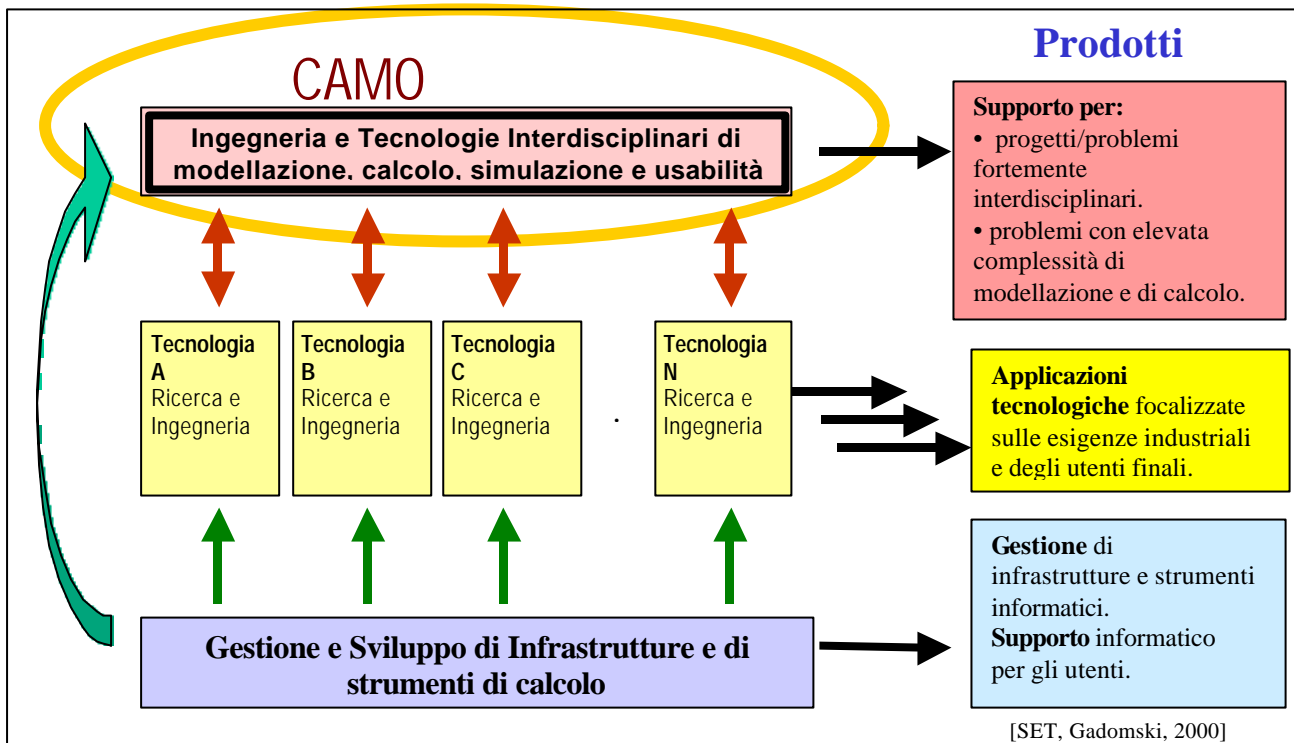 Prodotti
CAMO
Ingegneria e Tecnologie Interdisciplinari di
modellazione, calcolo, simulazione e usabilità
Supporto per:
• progetti/problemi
fortemente
interdisciplinari.
• problemi con elevata
complessità di
modellazione e di calcolo.
Tecnologia
A
Ricerca e
Ingegneria
Tecnologia
B
Ricerca e
Ingegneria
Tecnologia
C
Ricerca e
Ingegneria
.
Tecnologia
N
Ricerca e
Ingegneria
Applicazioni
tecnologiche focalizzate
sulle esigenze industriali
e degli utenti finali.
Gestione e Sviluppo di Infrastrutture e di
strumenti di calcolo
Gestione di
infrastrutture e strumenti
informatici.
Supporto informatico
per gli utenti.
[SET, Gadomski, 2000]